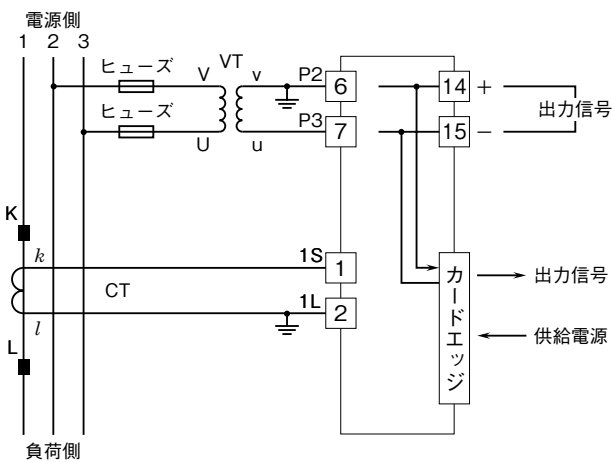 電源側
1 2 3
ヒューズ V VT v P2 6 14 +
ヒューズ U u P3 7 15 −
出力信号
K
k 1S 1
CT
l 1L 2
L
カードエッジ
出力信号
供給電源
負荷側